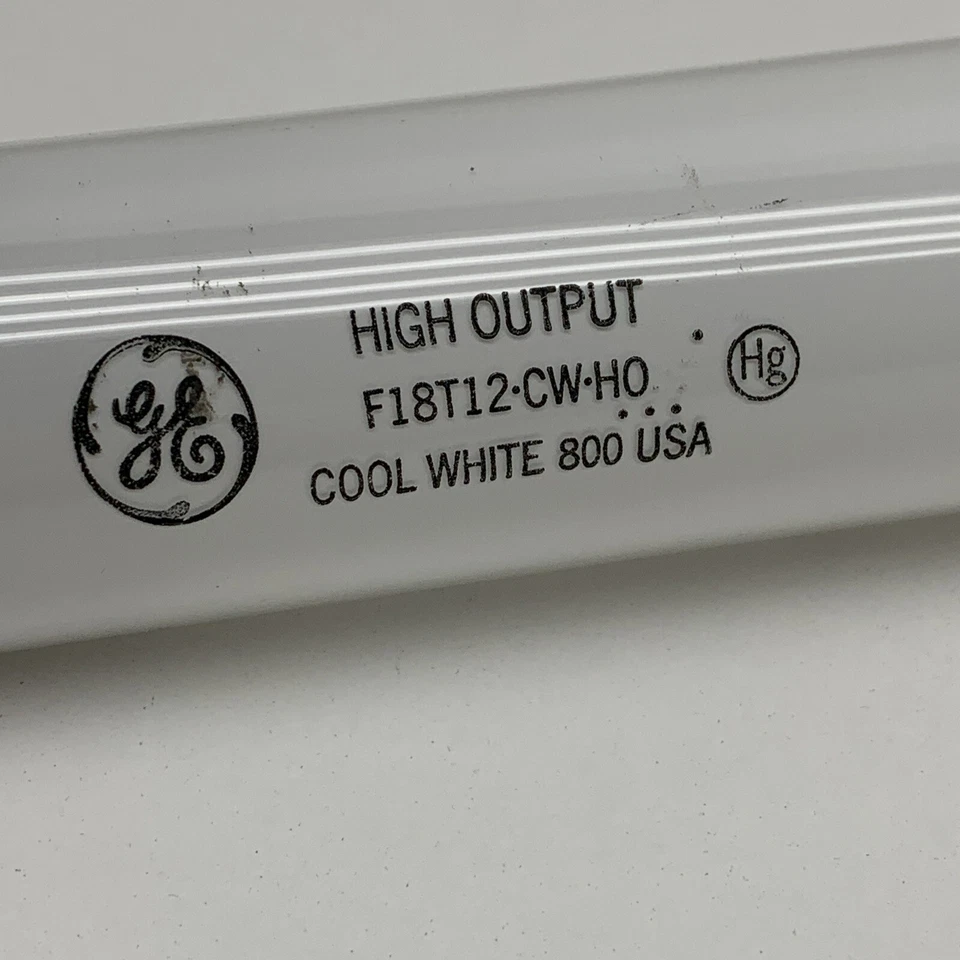 GE
HIGH OUTPUT
F18T12·CW·HO
COOL WHITE 800 USA
Hg